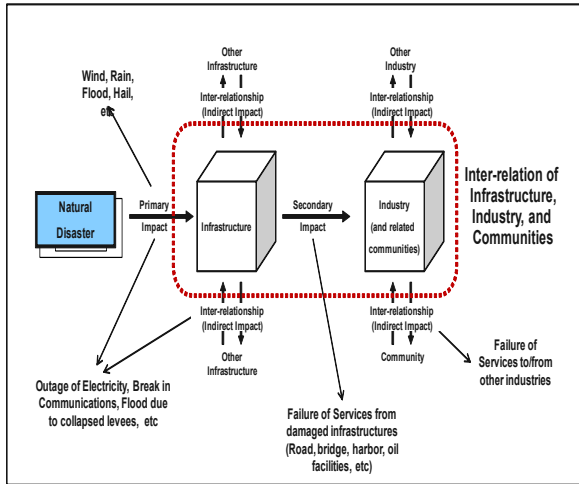 Other
Infrastructure
Other
Industry
Wind, Rain,
Flood, Hail,
etc
Inter-relationship
(Indirect Impact)
Inter-relationship
(Indirect Impact)
Natural
Disaster
Primary
Impact
Infrastructure
Secondary
Impact
Industry
(and related
communities)
Inter-relation of
Infrastructure,
Industry, and
Communities
Inter-relationship
(Indirect Impact)
Other
Infrastructure
Inter-relationship
(Indirect Impact)
Community
Failure of
Services to/from
other industries
Outage of Electricity, Break in
Communications, Flood due
to collapsed levees, etc
Failure of Services from
damaged infrastructures
(Road, bridge, harbor, oil
facilities, etc)